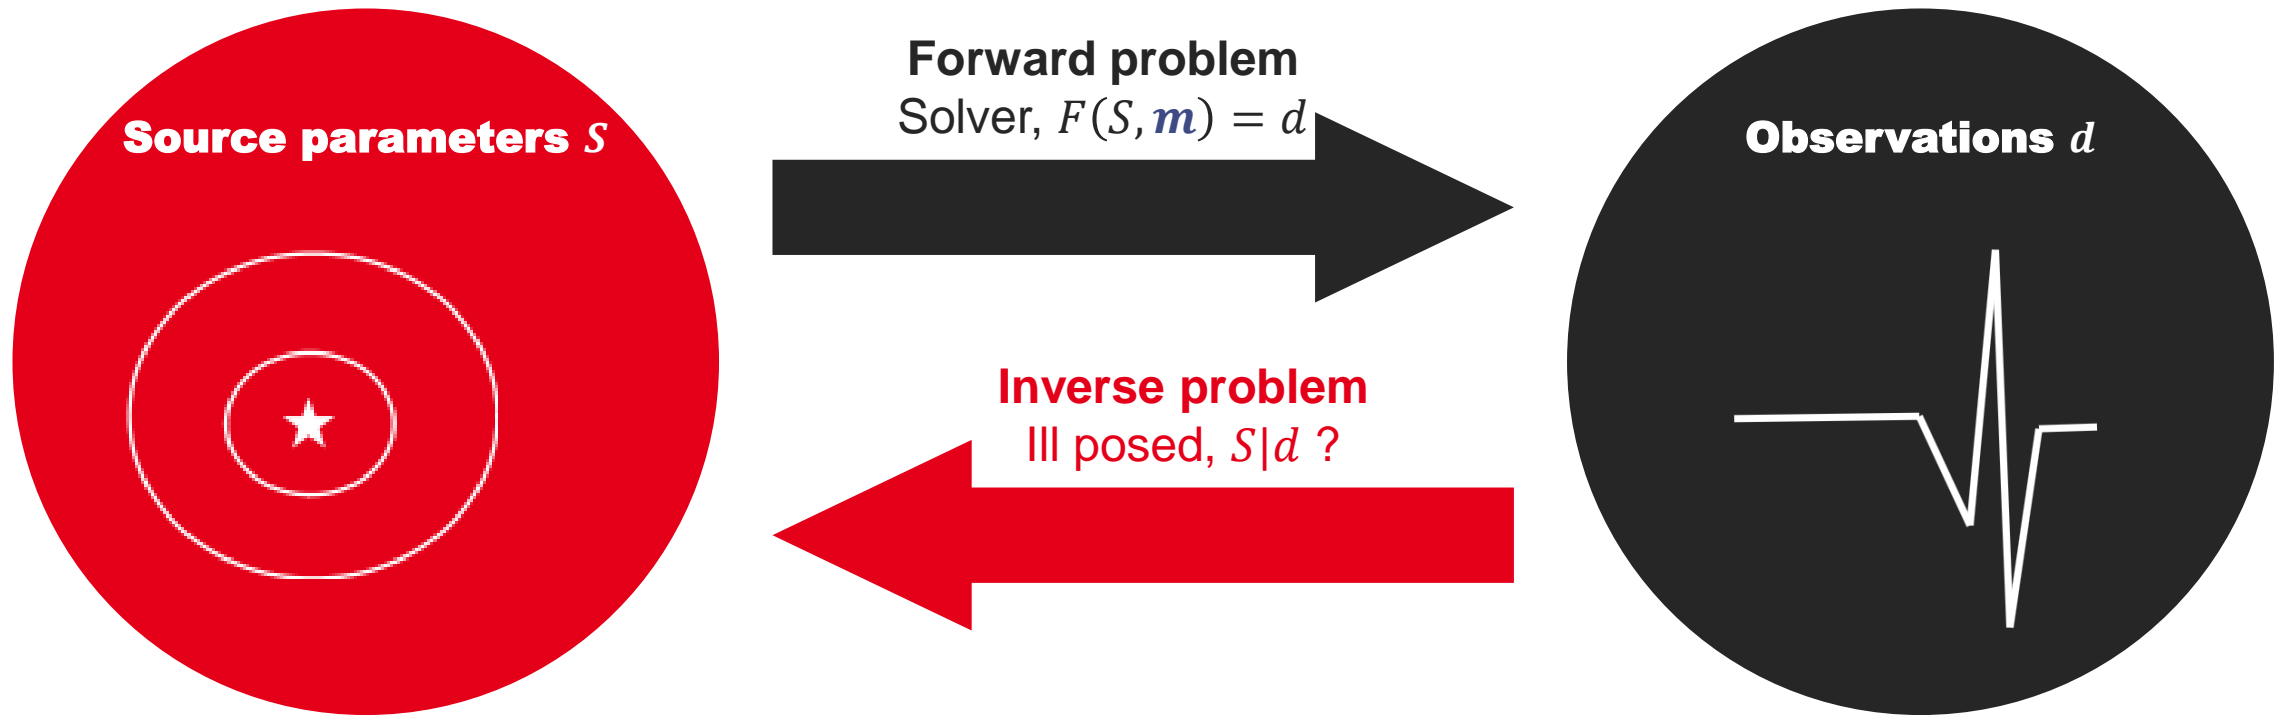 Source parameters S
Forward problem
Solver, F(S, m) = d
Observations d
Inverse problem
Ill posed, S|d ?